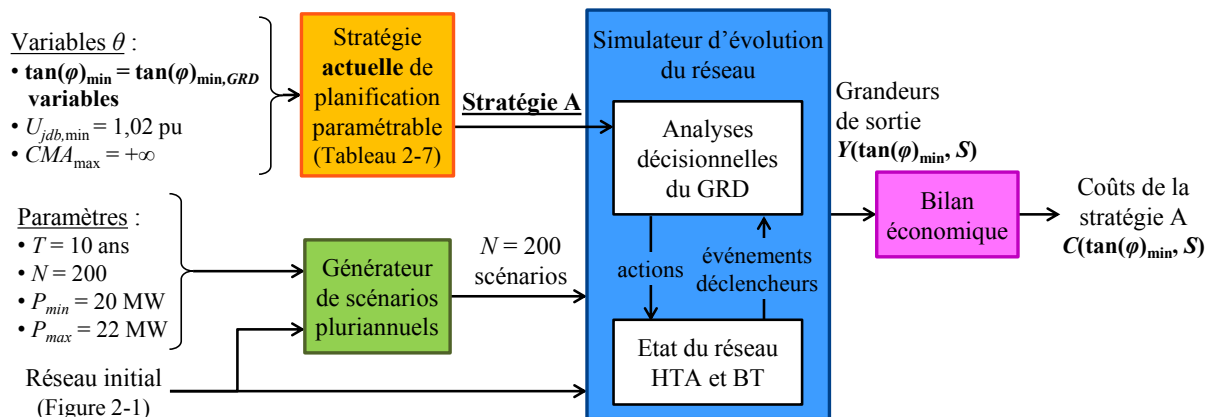 Variables θ :
• tan(φ)min = tan(φ)min,GRD
variables
• Ujdb,min = 1,02 pu
• CMAmax = +∞
Stratégie
actuelle de
planification
paramétrable
(Tableau 2-7)
Stratégie A
Paramètres :
• T = 10 ans
• N = 200
• Pmin = 20 MW
• Pmax = 22 MW
Réseau initial
(Figure 2-1)
Générateur
de scénarios
pluriannuels
N = 200
scénarios
Simulateur d’évolution
du réseau
Analyses
décisionnelles
du GRD
actions
événements
déclencheurs
Etat du réseau
HTA et BT
Grandeurs
de sortie
Y(tan(φ)min, S)
Bilan
économique
Coûts de la
stratégie A
C(tan(φ)min, S)